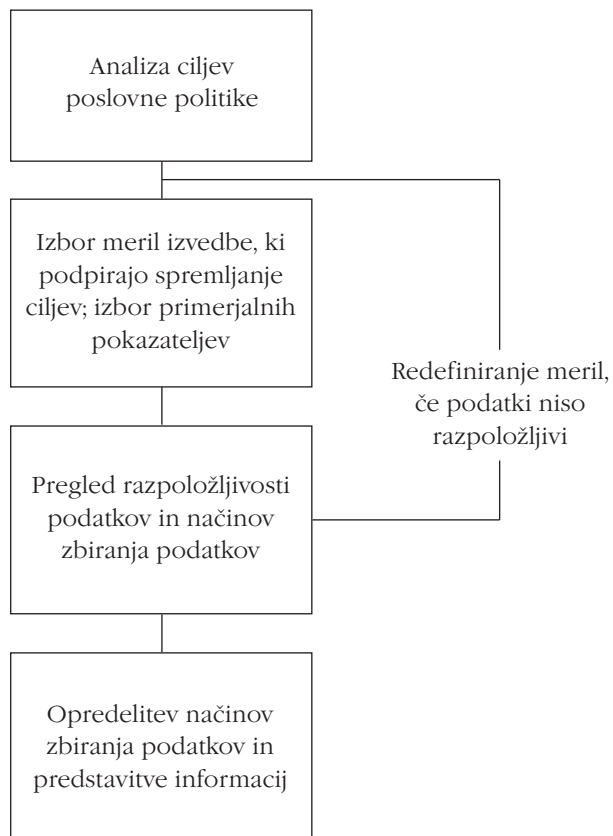 Analiza ciljev
poslovne politike
Izbor meril izvedbe, ki
podpirajo spremljanje
ciljev; izbor primerjalnih
pokazateljev
Redefiniranje meril,
če podatki niso
razpoložljivi
Pregled razpoložljivosti
podatkov in načinov
zbiranja podatkov
Opredelitev načinov
zbiranja podatkov in
predstavitve informacij